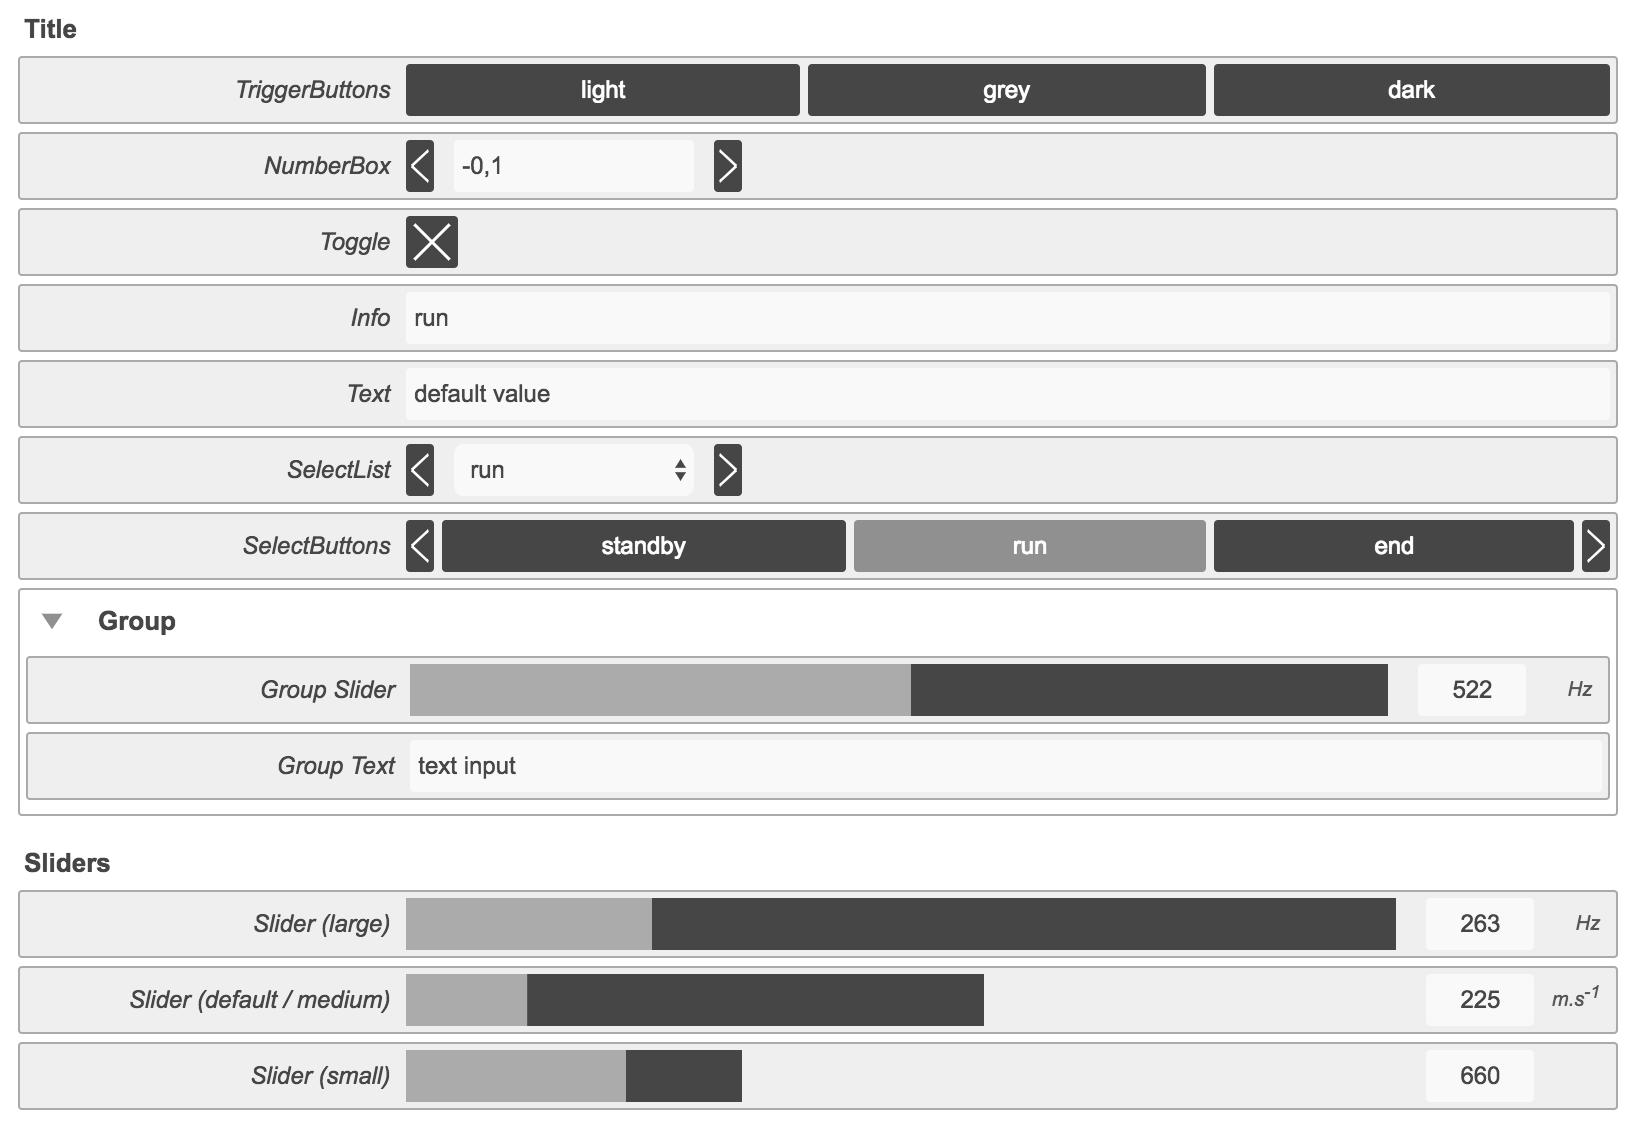 Title
TriggerButtons light grey dark
NumberBox -0,1
Toggle
Info run
Text default value
SelectList run
SelectButtons standby run end
Group
Group Slider 522 Hz
Group Text text input
Sliders
Slider (large) 263 Hz
Slider (default / medium) 225 m.s-1
Slider (small) 660